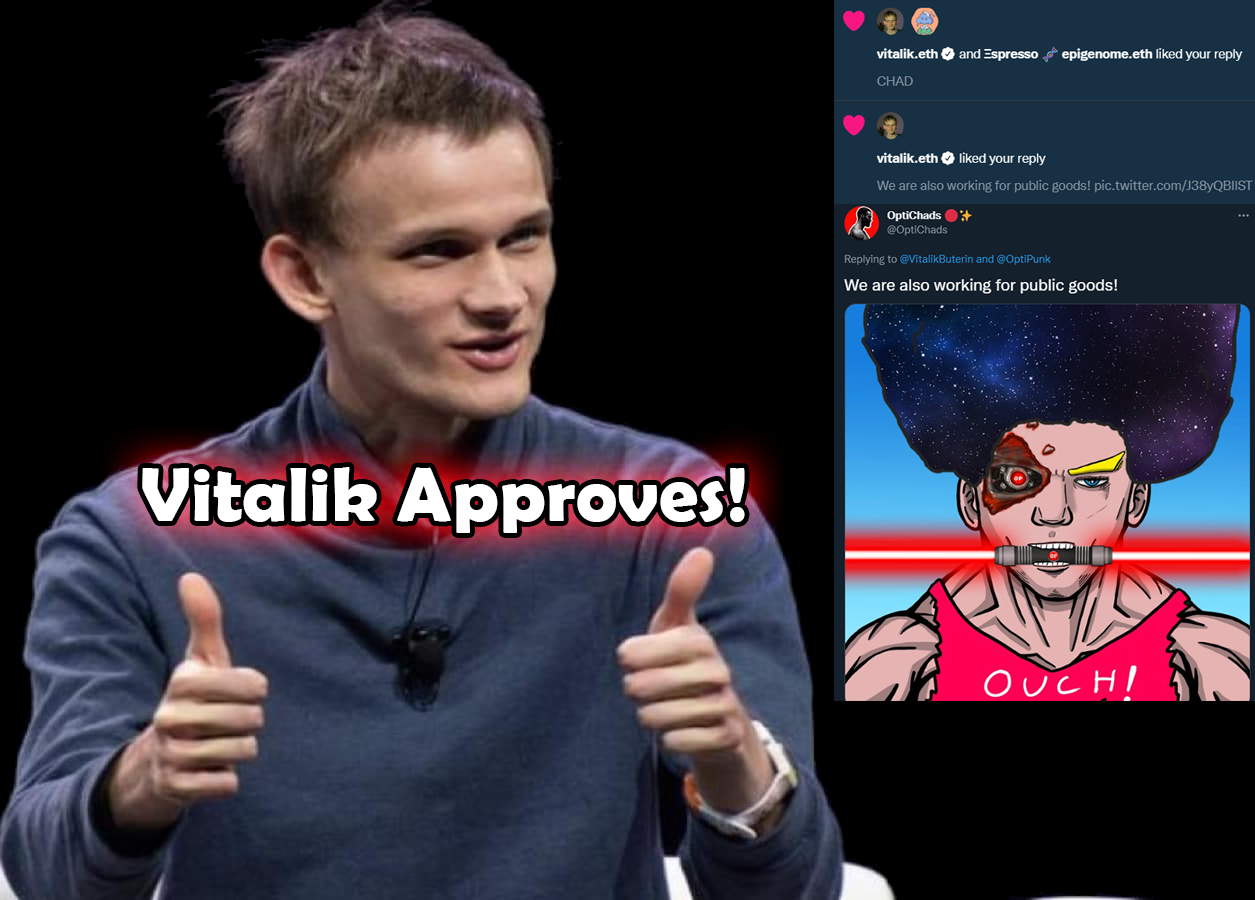 Vitalik Approves!
vitalik.eth and Ξspresso 🧬 epigenome.eth liked your reply
CHAD
vitalik.eth liked your reply
We are also working for public goods! pic.twitter.com/J38yQBIIST
OptiChads 🔴✨
@OptiChads
Replying to @VitalikButerin and @OptiPunk
We are also working for public goods!
OP
OP
OUCH!